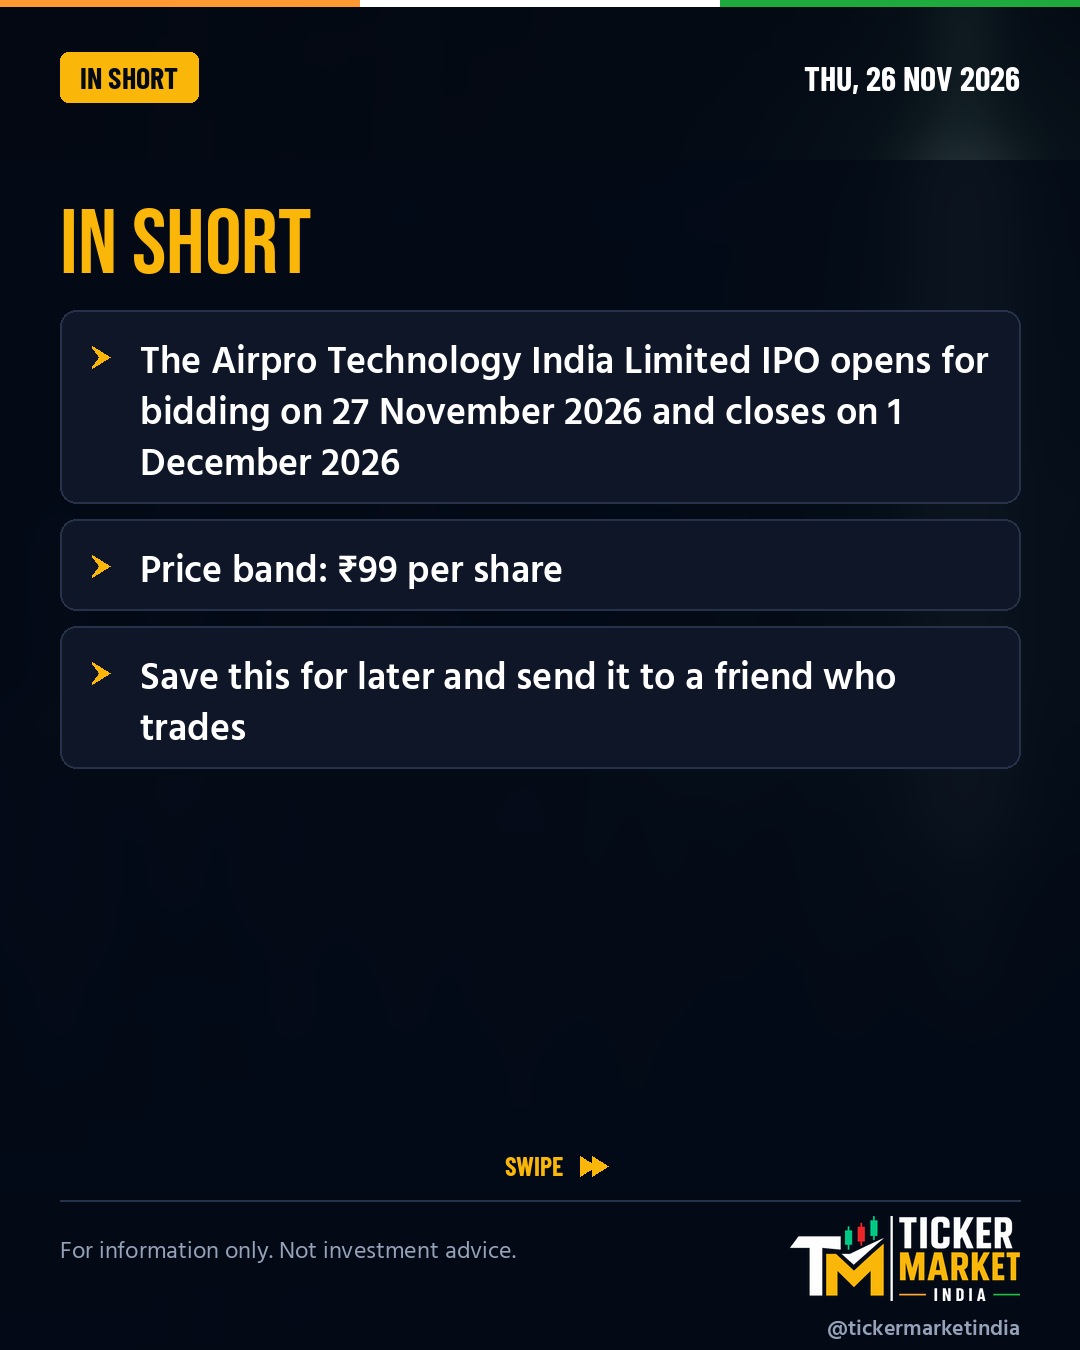 IN SHORT
THU, 26 NOV 2026
IN SHORT
The Airpro Technology India Limited IPO opens for
bidding on 27 November 2026 and closes on 1
December 2026
Price band: ₹99 per share
Save this for later and send it to a friend who
trades
SWIPE
For information only. Not investment advice.
TM
TICKER
MARKET
INDIA
@tickermarketindia